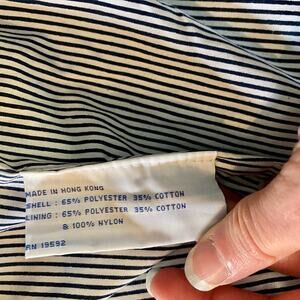 MADE IN HONG KONG
SHELL : 65% POLYESTER 35% COTTON
LINING : 65% POLYESTER 35% COTTON
& 100% NYLON
RN 19592